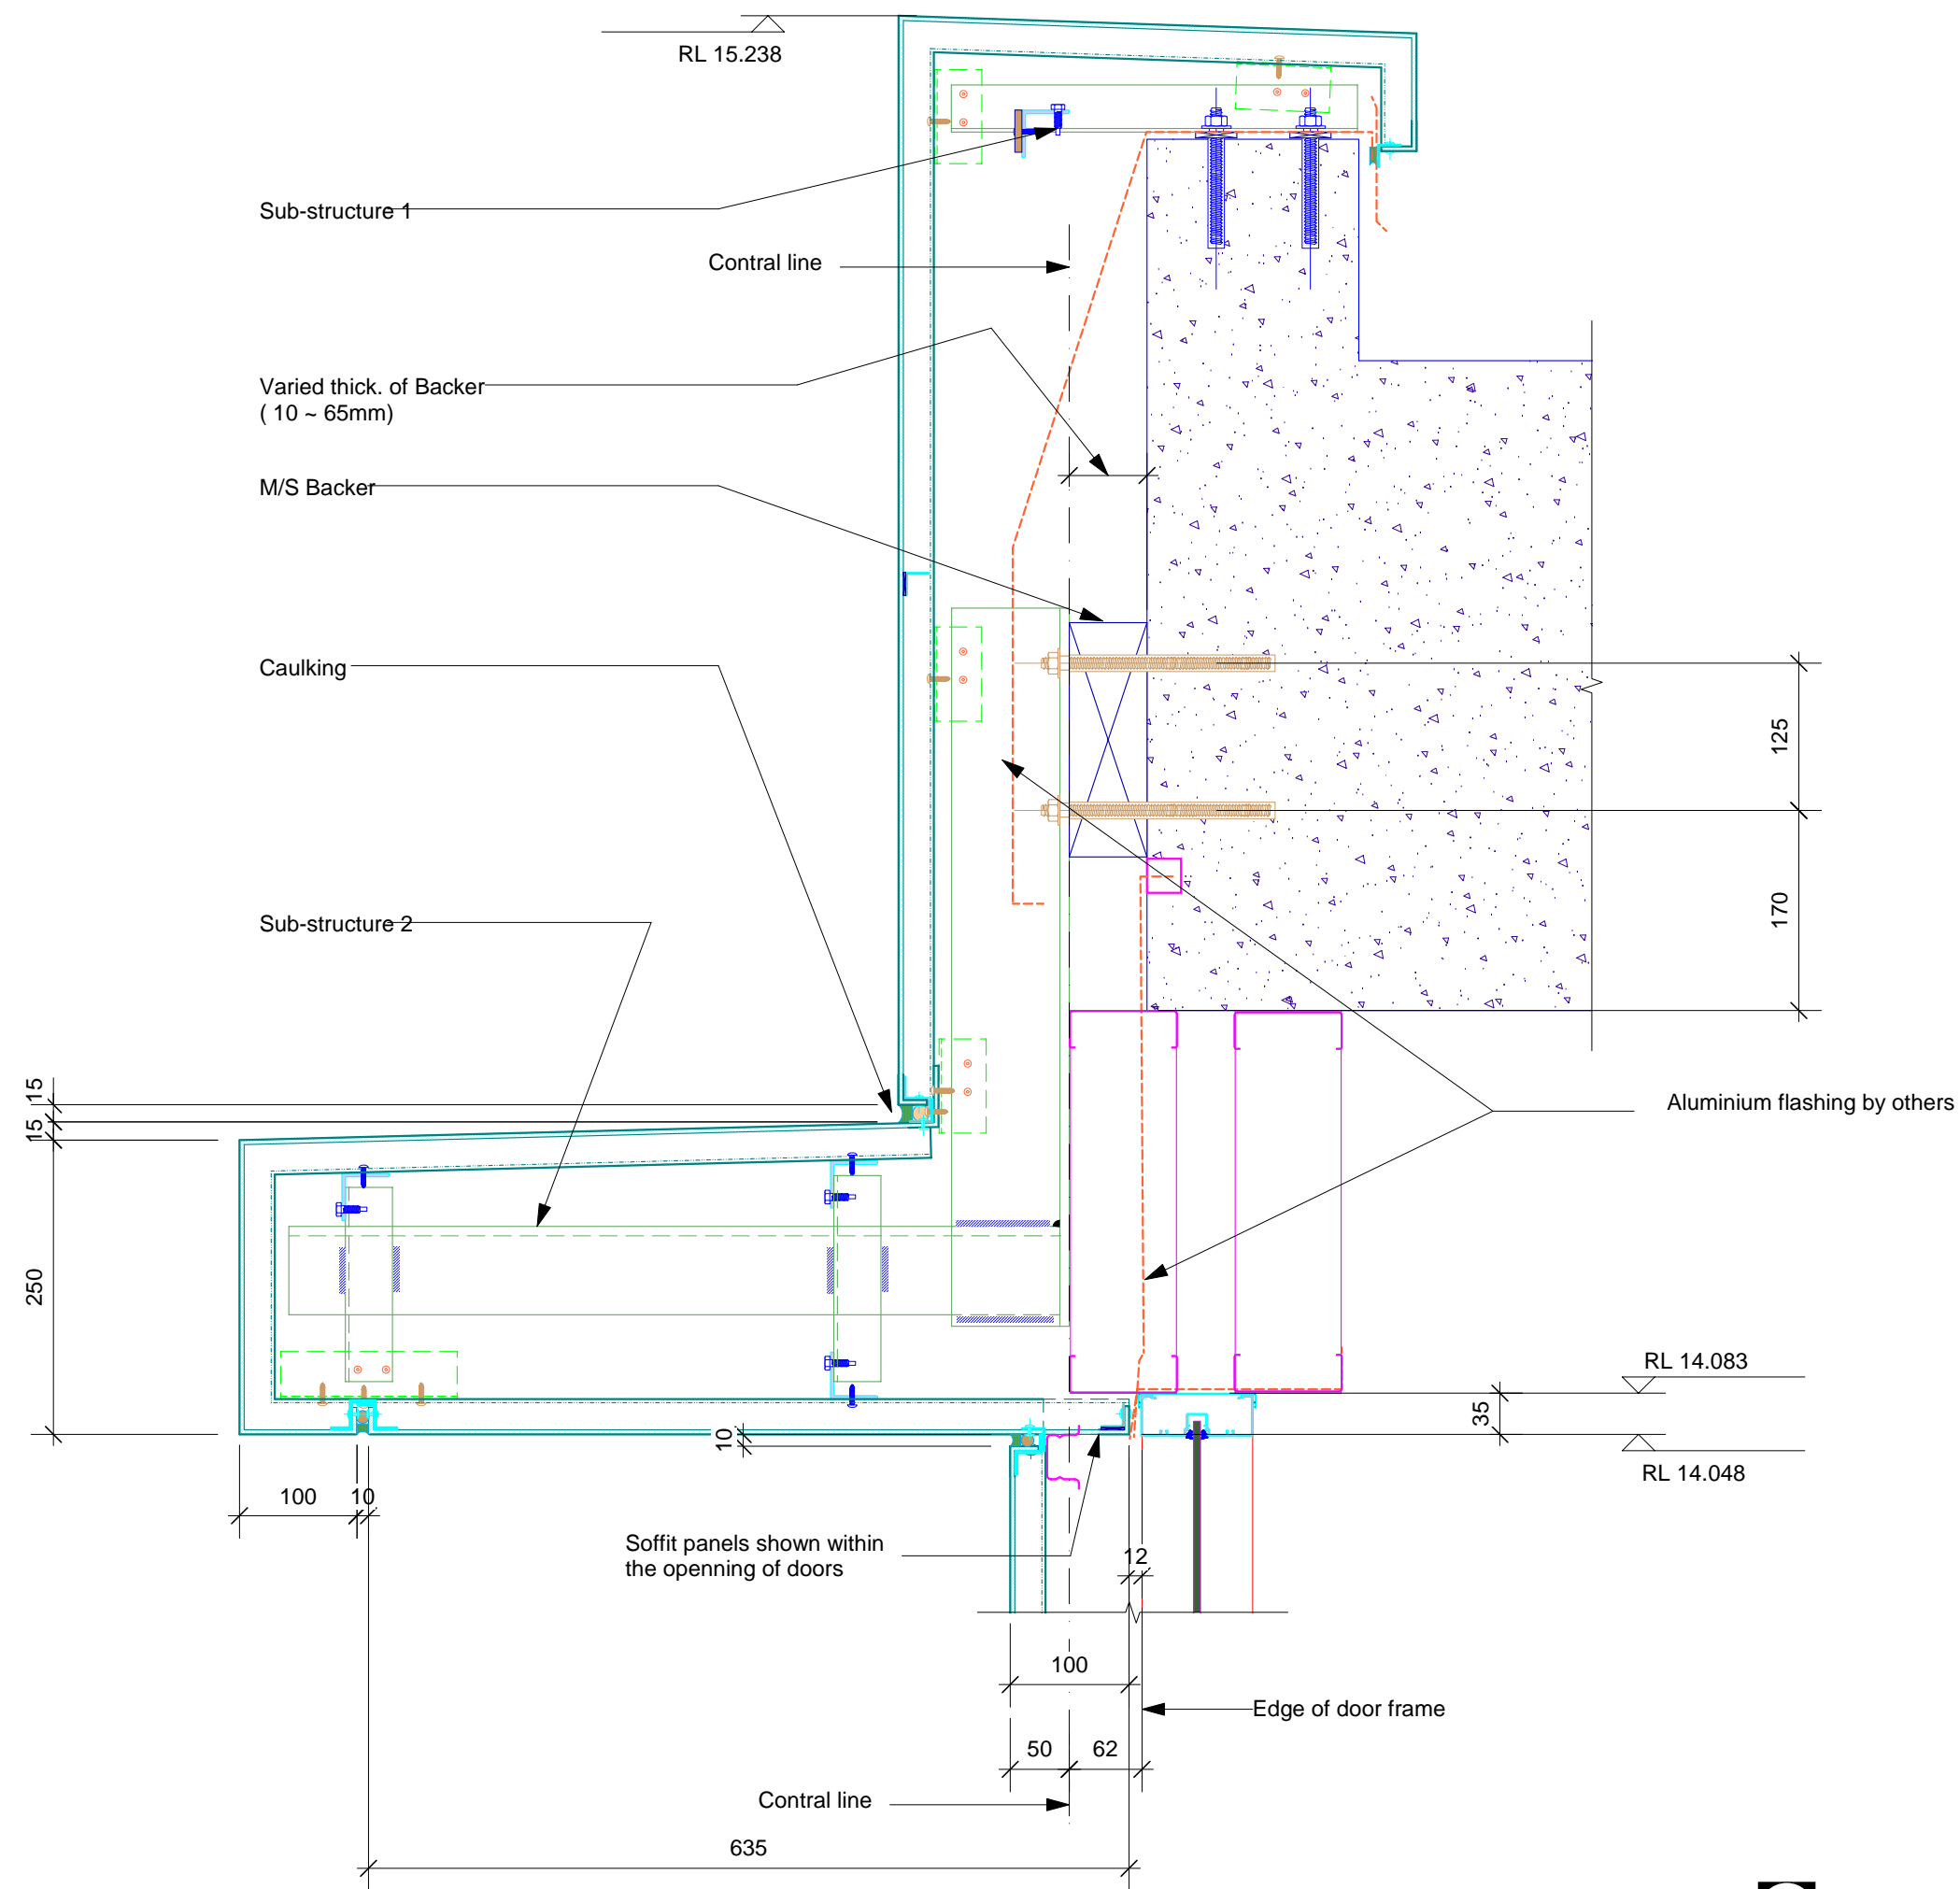 RL 15.238
Sub-structure 1
Contral line
Varied thick. of Backer
( 10 ~ 65mm)
M/S Backer
Caulking
125
170
Sub-structure 2
15
15
Aluminium flashing by others
250
RL 14.083
35
10
RL 14.048
100 10
Soffit panels shown within
the openning of doors
12
100
Edge of door frame
50 62
Contral line
635